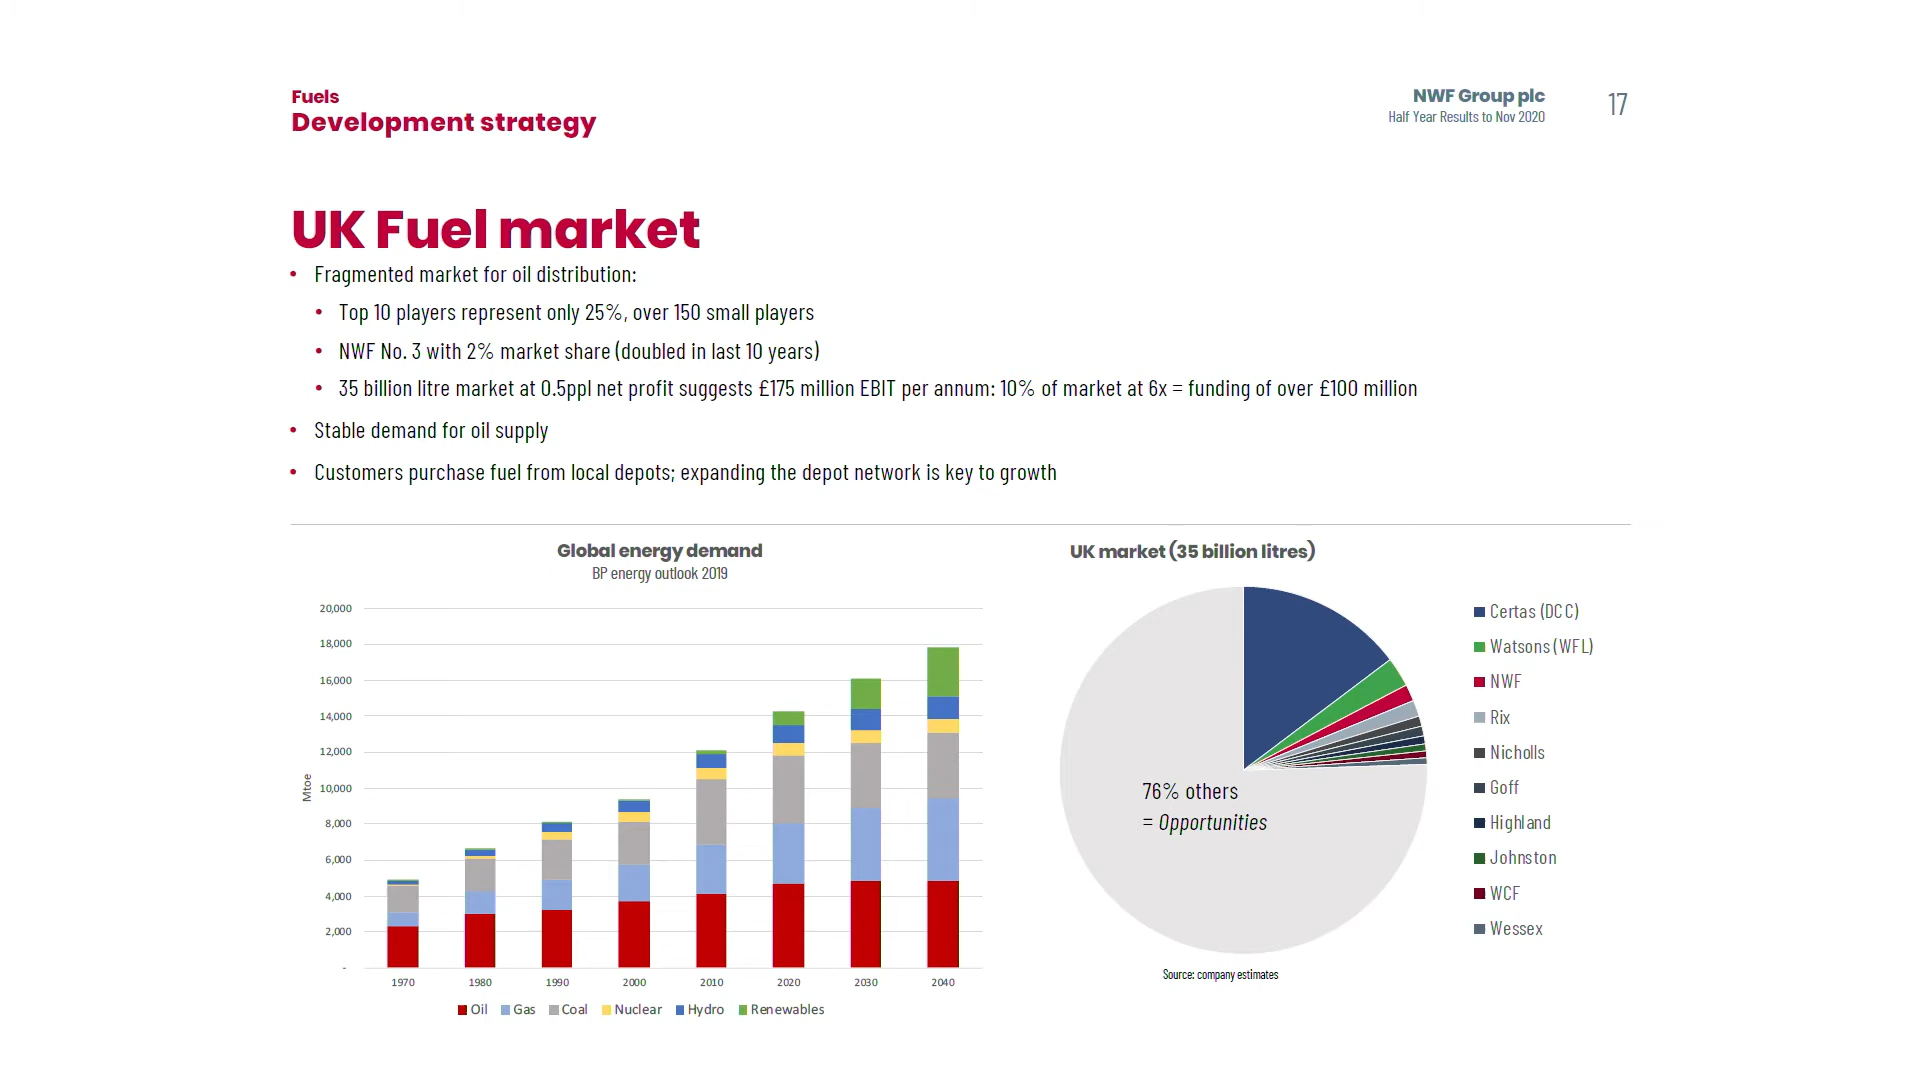 Fuels
Development strategy
NWF Group plc
Half Year Results to Nov 2020
17
UK Fuel market
• Fragmented market for oil distribution:
• Top 10 players represent only 25%, over 150 small players
• NWF No. 3 with 2% market share (doubled in last 10 years)
• 35 billion litre market at 0.5ppl net profit suggests £175 million EBIT per annum: 10% of market at 6x = funding of over £100 million
• Stable demand for oil supply
• Customers purchase fuel from local depots; expanding the depot network is key to growth
Global energy demand
BP energy outlook 2019
20,000
18,000
16,000
14,000
12,000
10,000
8,000
6,000
4,000
2,000
-
Mtoe
1970 1980 1990 2000 2010 2020 2030 2040
Oil Gas Coal Nuclear Hydro Renewables
UK market (35 billion litres)
76% others
= Opportunities
Certas (DCC)
Watsons (WFL)
NWF
Rix
Nicholls
Goff
Highland
Johnston
WCF
Wessex
Source: company estimates